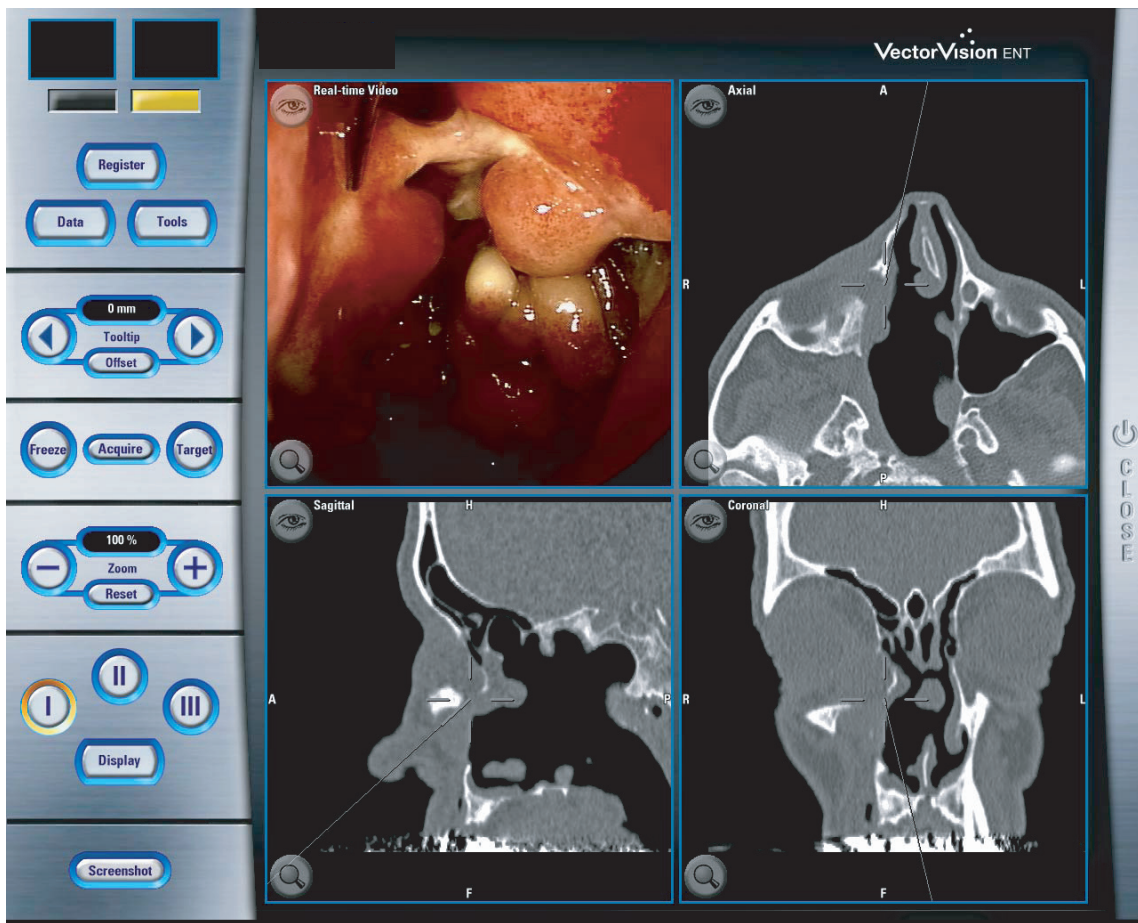 VectorVision ENT
Register
Data
Tools
0 mm
Tooltip
Offset
Freeze
Acquire
Target
100 %
Zoom
Reset
I
II
III
Display
Screenshot
Real-time Video
Axial
A
R
L
P
Sagittal
H
A
P
F
Coronal
H
R
L
F
CLOSE